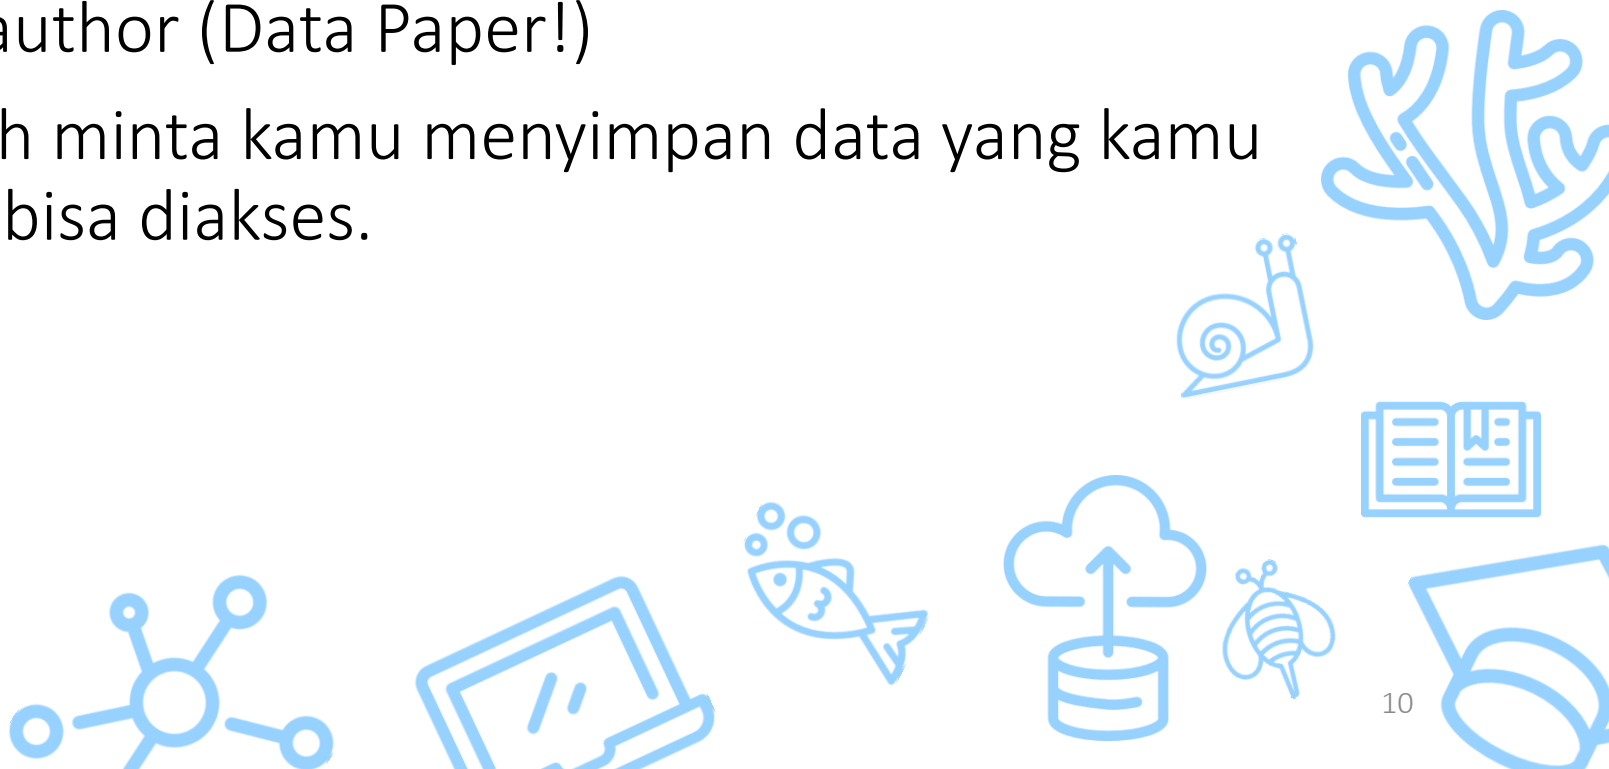 author (Data Paper!)
h minta kamu menyimpan data yang kamu
bisa diakses.
10